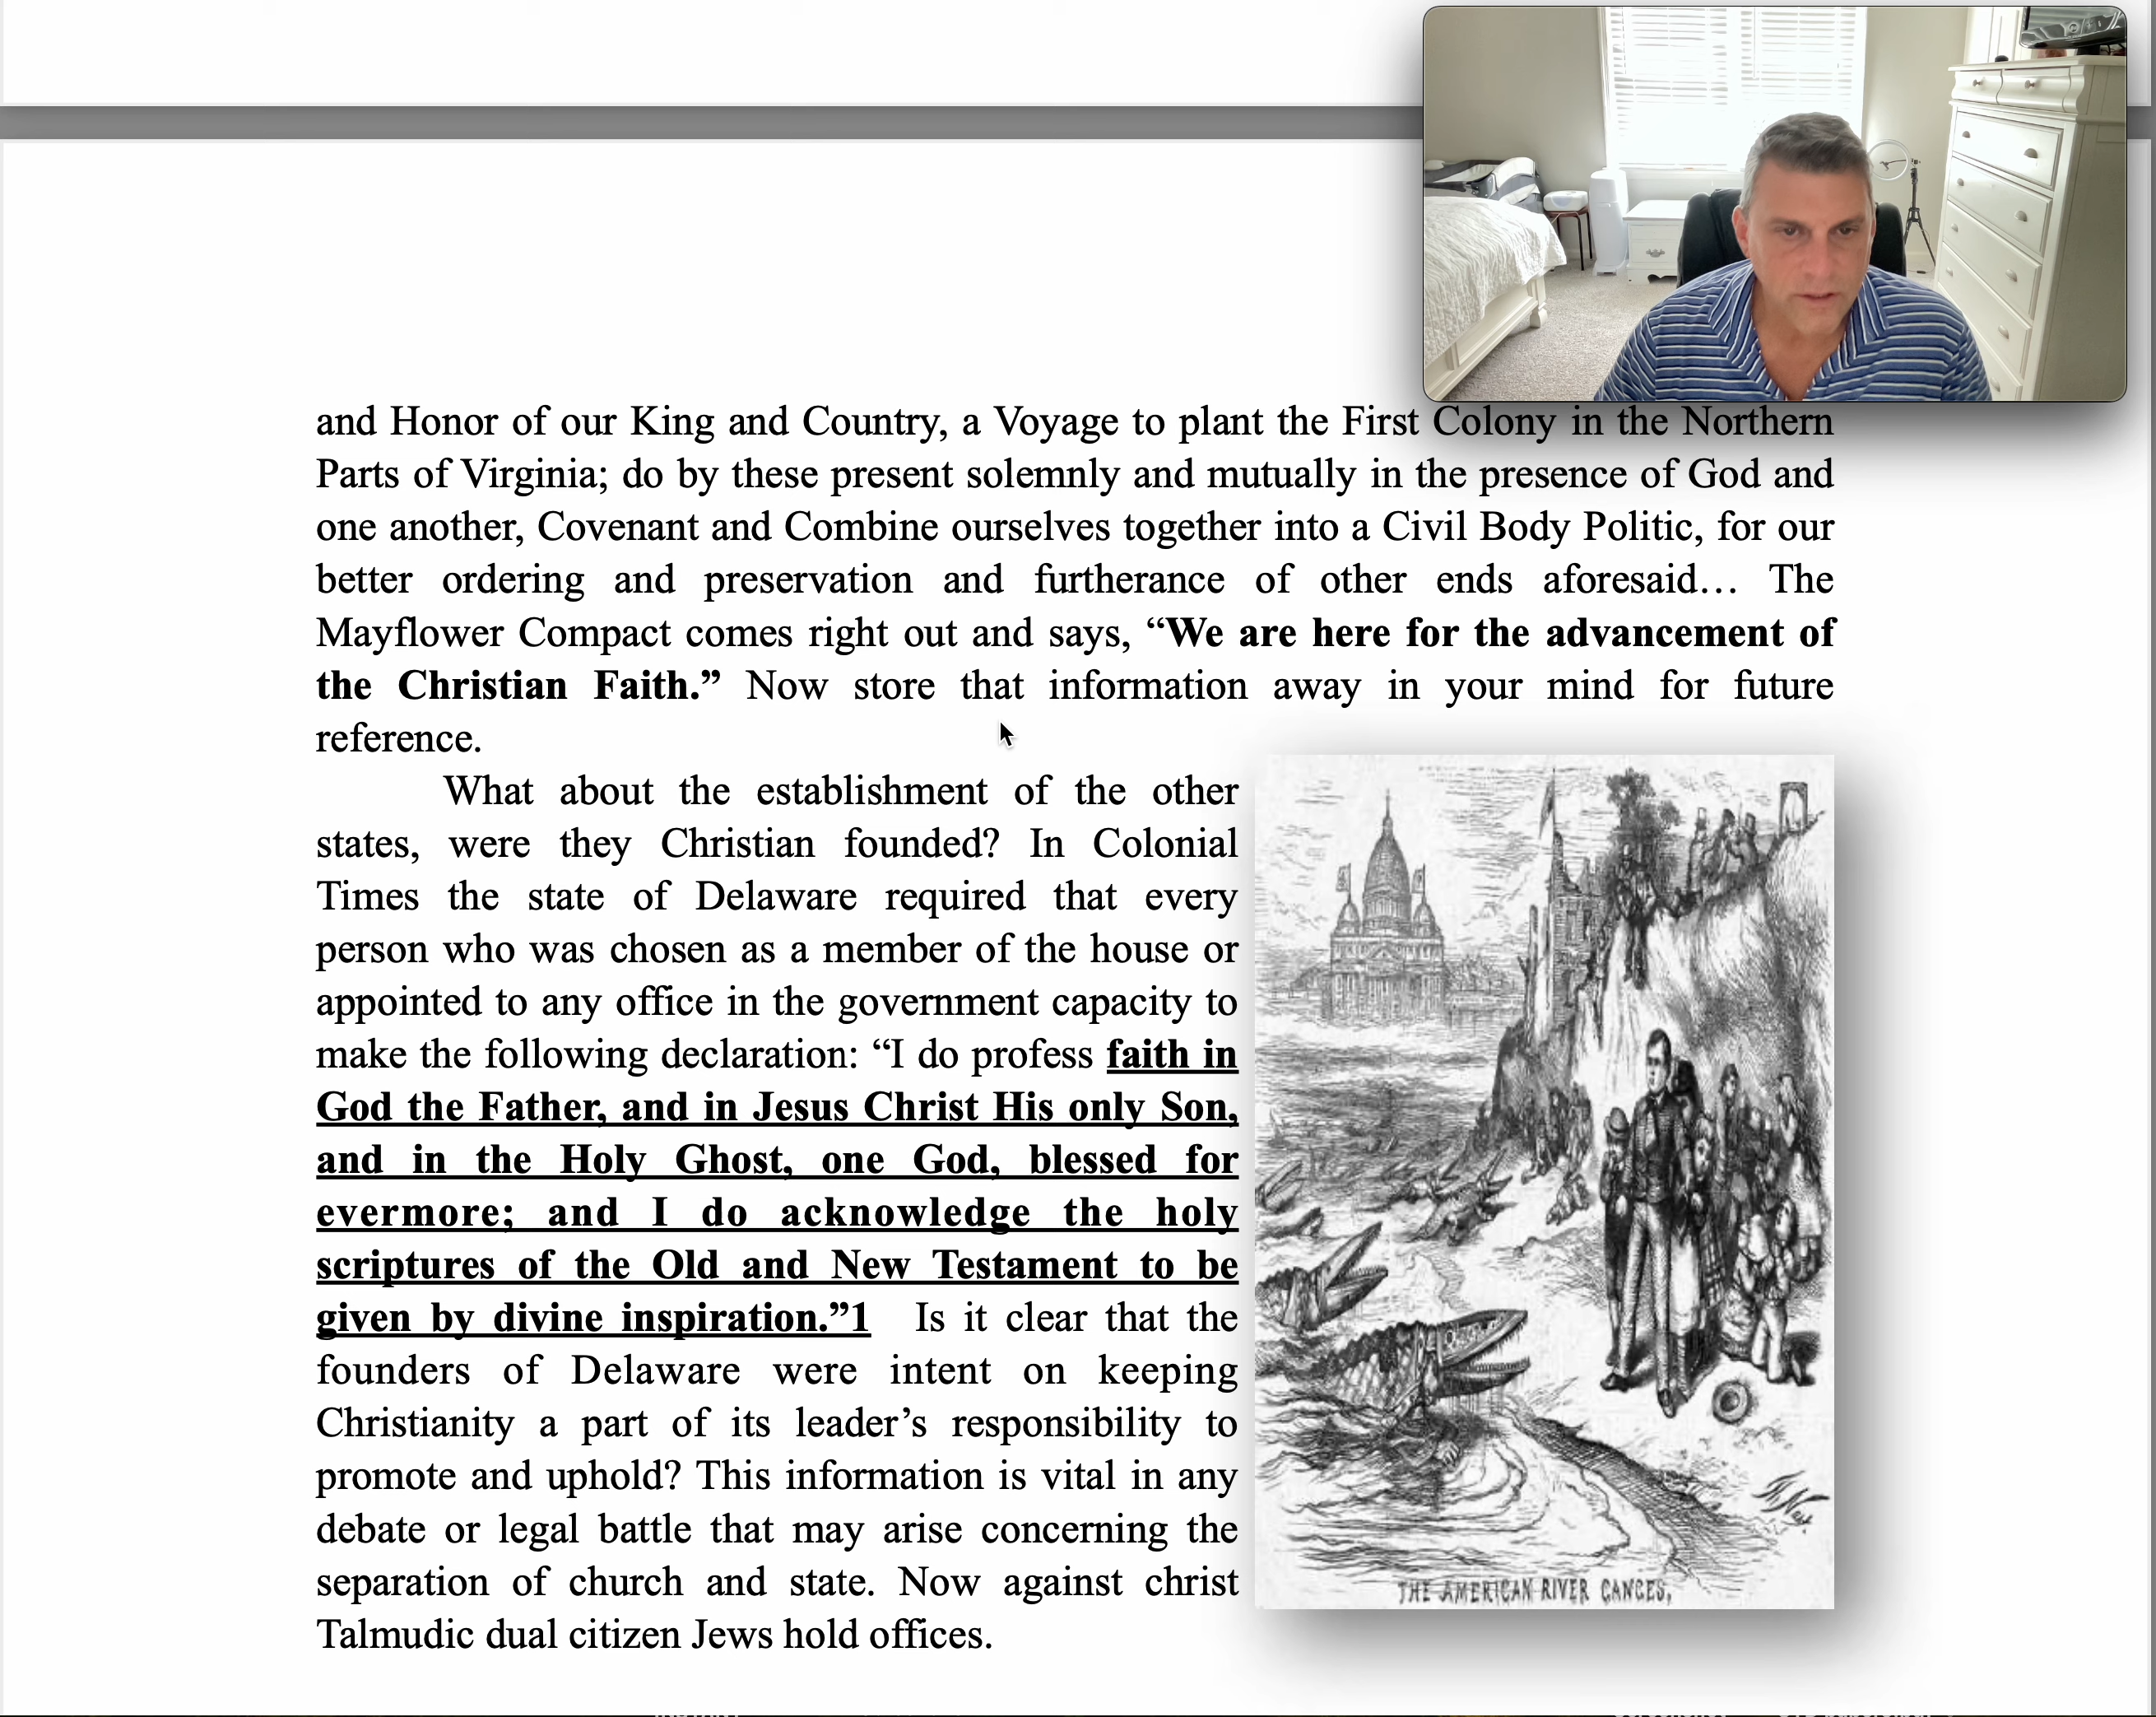 and Honor of our King and Country, a Voyage to plant the First Colony in the Northern
Parts of Virginia; do by these present solemnly and mutually in the presence of God and
one another, Covenant and Combine ourselves together into a Civil Body Politic, for our
better ordering and preservation and furtherance of other ends aforesaid… The
Mayflower Compact comes right out and says, “We are here for the advancement of
the Christian Faith.” Now store that information away in your mind for future
reference.
What about the establishment of the other
states, were they Christian founded? In Colonial
Times the state of Delaware required that every
person who was chosen as a member of the house or
appointed to any office in the government capacity to
make the following declaration: “I do profess faith in
God the Father, and in Jesus Christ His only Son,
and in the Holy Ghost, one God, blessed for
evermore; and I do acknowledge the holy
scriptures of the Old and New Testament to be
given by divine inspiration.”1 Is it clear that the
founders of Delaware were intent on keeping
Christianity a part of its leader’s responsibility to
promote and uphold? This information is vital in any
debate or legal battle that may arise concerning the
separation of church and state. Now against christ
Talmudic dual citizen Jews hold offices.
THE AMERICAN RIVER GANGES.